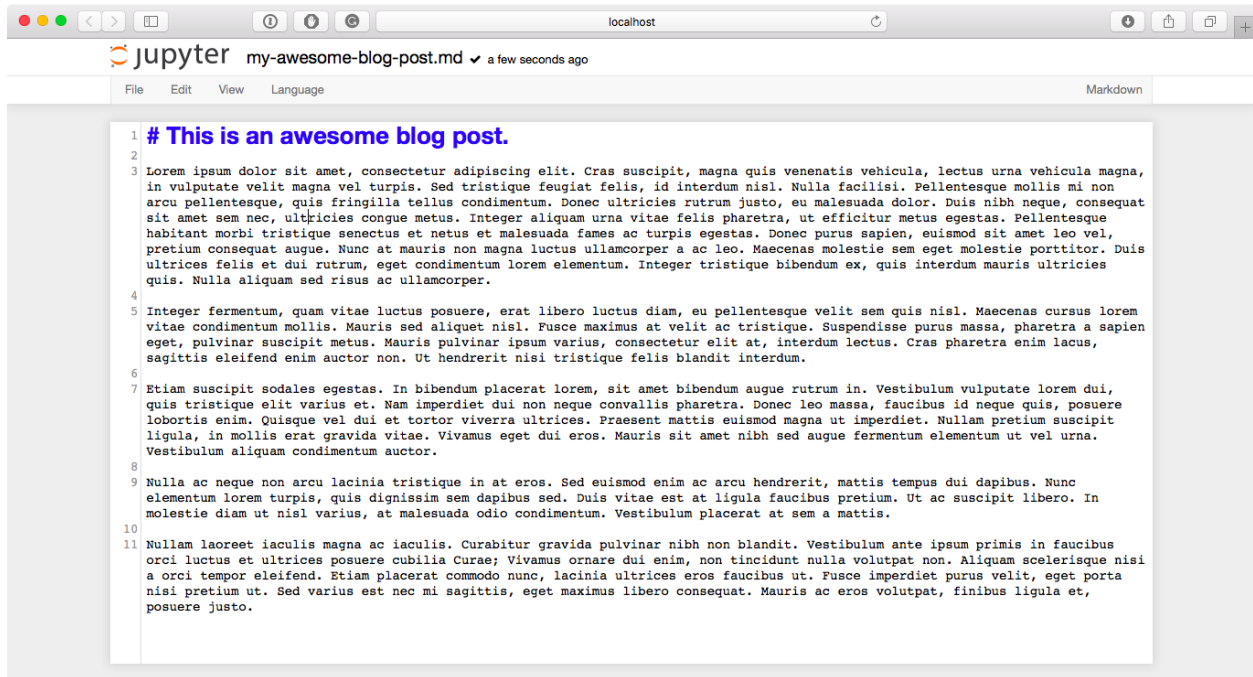 localhost
jupyter my-awesome-blog-post.md ✔ a few seconds ago
File Edit View Language Markdown
1 # This is an awesome blog post.
2
3 Lorem ipsum dolor sit amet, consectetur adipiscing elit. Cras suscipit, magna quis venenatis vehicula, lectus urna vehicula magna,
in vulputate velit magna vel turpis. Sed tristique feugiat felis, id interdum nisl. Nulla facilisi. Pellentesque mollis mi non
arcu pellentesque, quis fringilla tellus condimentum. Donec ultricies rutrum justo, eu malesuada dolor. Duis nibh neque, consequat
sit amet sem nec, ultricies congue metus. Integer aliquam urna vitae felis pharetra, ut efficitur metus egestas. Pellentesque
habitant morbi tristique senectus et netus et malesuada fames ac turpis egestas. Donec purus sapien, euismod sit amet leo vel,
pretium consequat augue. Nunc at mauris non magna luctus ullamcorper a ac leo. Maecenas molestie sem eget molestie porttitor. Duis
ultrices felis et dui rutrum, eget condimentum lorem elementum. Integer tristique bibendum ex, quis interdum mauris ultricies
quis. Nulla aliquam sed risus ac ullamcorper.
4
5 Integer fermentum, quam vitae luctus posuere, erat libero luctus diam, eu pellentesque velit sem quis nisl. Maecenas cursus lorem
vitae condimentum mollis. Mauris sed aliquet nisl. Fusce maximus at velit ac tristique. Suspendisse purus massa, pharetra a sapien
eget, pulvinar suscipit metus. Mauris pulvinar ipsum varius, consectetur elit at, interdum lectus. Cras pharetra enim lacus,
sagittis eleifend enim auctor non. Ut hendrerit nisi tristique felis blandit interdum.
6
7 Etiam suscipit sodales egestas. In bibendum placerat lorem, sit amet bibendum augue rutrum in. Vestibulum vulputate lorem dui,
quis tristique elit varius et. Nam imperdiet dui non neque convallis pharetra. Donec leo massa, faucibus id neque quis, posuere
lobortis enim. Quisque vel dui et tortor viverra ultrices. Praesent mattis euismod magna ut imperdiet. Nullam pretium suscipit
ligula, in mollis erat gravida vitae. Vivamus eget dui eros. Mauris sit amet nibh sed augue fermentum elementum ut vel urna.
Vestibulum aliquam condimentum auctor.
8
9 Nulla ac neque non arcu lacinia tristique in at eros. Sed euismod enim ac arcu hendrerit, mattis tempus dui dapibus. Nunc
elementum lorem turpis, quis dignissim sem dapibus sed. Duis vitae est at ligula faucibus pretium. Ut ac suscipit libero. In
molestie diam ut nisl varius, at malesuada odio condimentum. Vestibulum placerat at sem a mattis.
10
11 Nullam laoreet iaculis magna ac iaculis. Curabitur gravida pulvinar nibh non blandit. Vestibulum ante ipsum primis in faucibus
orci luctus et ultrices posuere cubilia Curae; Vivamus ornare dui enim, non tincidunt nulla volutpat non. Aliquam scelerisque nisi
a orci tempor eleifend. Etiam placerat commodo nunc, lacinia ultrices eros faucibus ut. Fusce imperdiet purus velit, eget porta
nisi pretium ut. Sed varius est nec mi sagittis, eget maximus libero consequat. Mauris ac eros volutpat, finibus ligula et,
posuere justo.